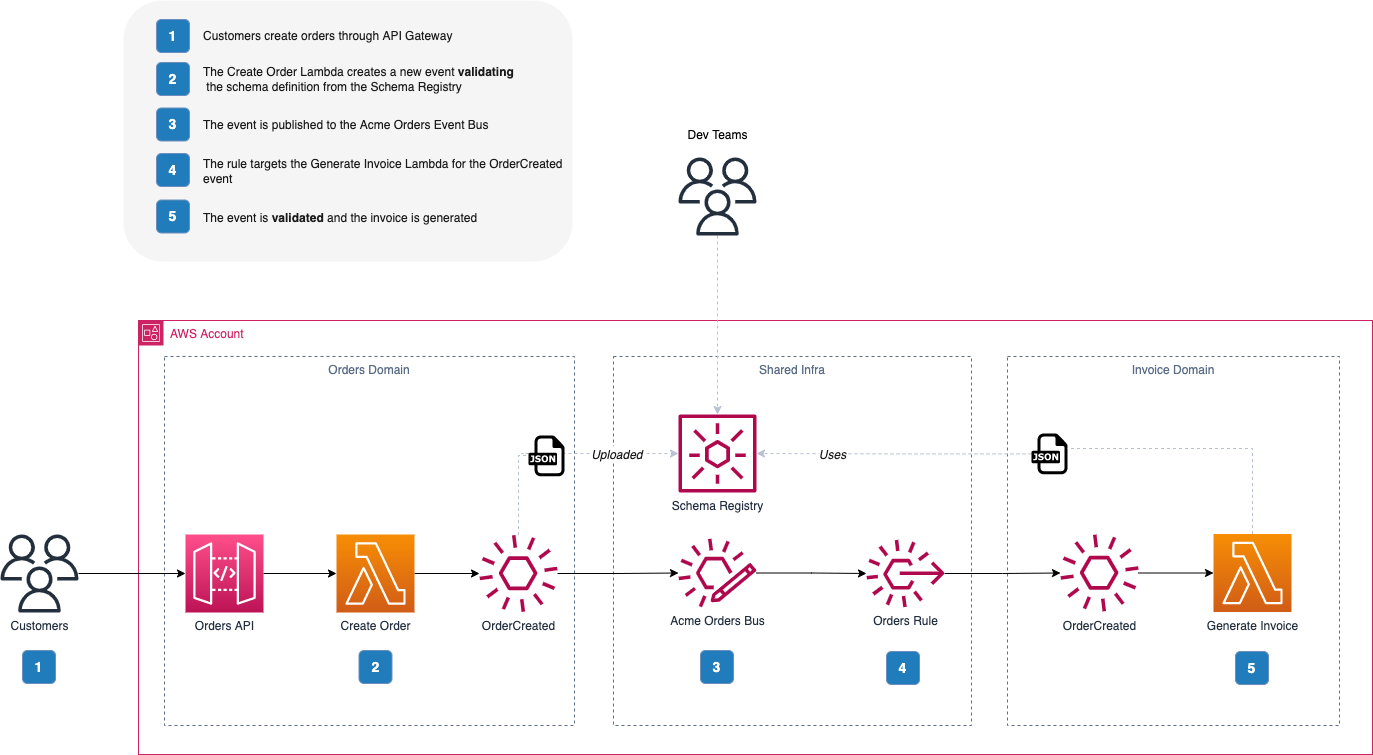 1 Customers create orders through API Gateway
2 The Create Order Lambda creates a new event validating
the schema definition from the Schema Registry
3 The event is published to the Acme Orders Event Bus
4 The rule targets the Generate Invoice Lambda for the OrderCreated
event
5 The event is validated and the invoice is generated
Dev Teams
AWS Account
Orders Domain
Shared Infra
Invoice Domain
JSON
Uploaded
Uses
JSON
Schema Registry
</>
Customers
Orders API
Create Order
OrderCreated
Acme Orders Bus
Orders Rule
OrderCreated
Generate Invoice
1
2
3
4
5